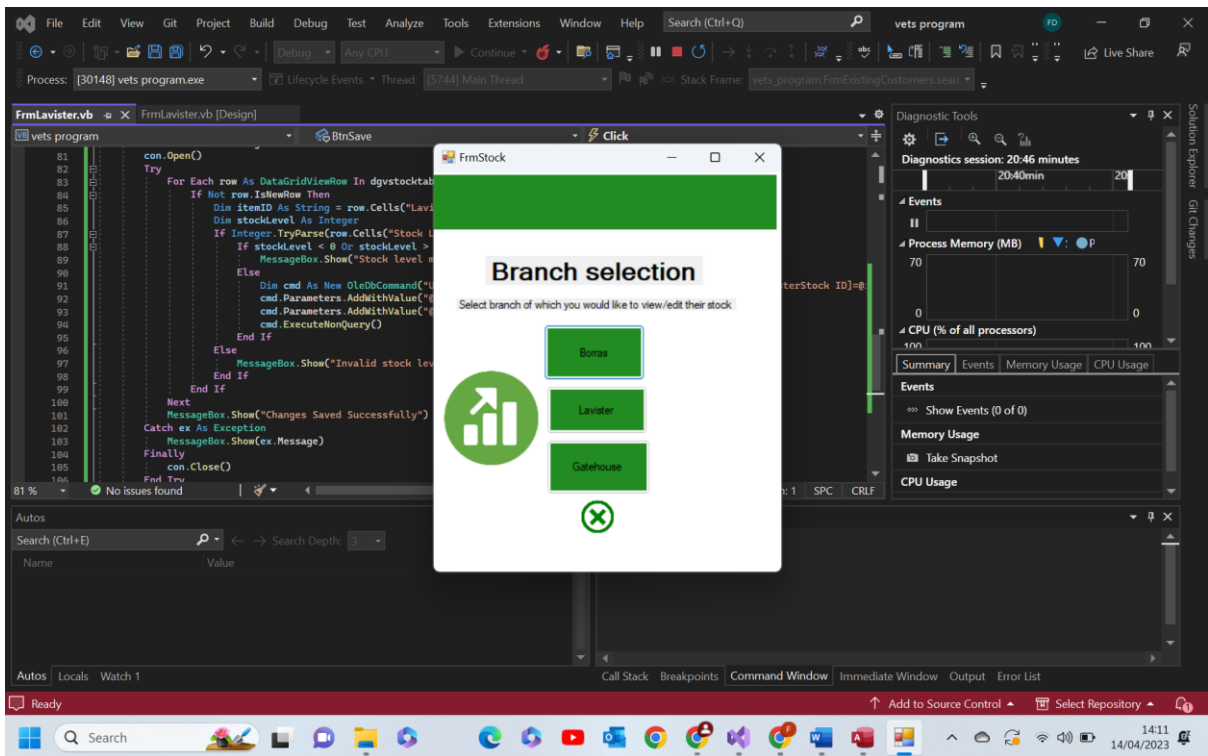 File Edit View Git Project Build Debug Test Analyze Tools Extensions Window Help Search (Ctrl+Q) vets program FD
Debug Any CPU Continue Live Share
Process: [30148] vets program.exe Lifecycle Events Thread: [5744] Main Thread Stack Frame: vets_program.FrmExistingCustomers.sear
FrmLavister.vb FrmLavister.vb [Design]
vets program BtnSave Click
81 con.Open()
82 Try
83 For Each row As DataGridViewRow In dgvstocktab
84 If Not row.IsNewRow Then
85 Dim itemID As String = row.Cells("Lavi
86 Dim stockLevel As Integer
87 If Integer.TryParse(row.Cells("Stock L
88 If stockLevel < 0 Or stockLevel >
89 MessageBox.Show("Stock level m
90 Else
91 Dim cmd As New OleDbCommand("U terStock ID]=@
92 cmd.Parameters.AddWithValue("@
93 cmd.Parameters.AddWithValue("@
94 cmd.ExecuteNonQuery()
95 End If
96 Else
97 MessageBox.Show("Invalid stock lev
98 End If
99 End If
100 Next
101 MessageBox.Show("Changes Saved Successfully")
102 Catch ex As Exception
103 MessageBox.Show(ex.Message)
104 Finally
105 con.Close()
106 End Try
81 % No issues found : 1 SPC CRLF
FrmStock
Branch selection
Select branch of which you would like to view/edit their stock
Borras
Lavister
Gatehouse
Diagnostic Tools
Diagnostics session: 20:46 minutes
20:40min 20
Events
Process Memory (MB) P
70 70
0 0
CPU (% of all processors)
100 100
Summary Events Memory Usage CPU Usage
Events
Show Events (0 of 0)
Memory Usage
Take Snapshot
CPU Usage
Solution Explorer
Git Changes
Autos
Search (Ctrl+E) Search Depth: 3
Name Value
Autos Locals Watch 1
Call Stack Breakpoints Command Window Immediate Window Output Error List
Ready Add to Source Control Select Repository
Search
14:11
14/04/2023